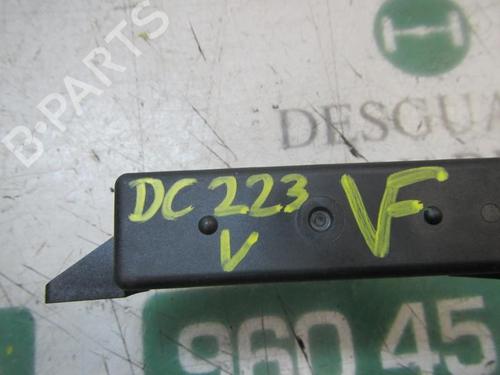 B-PARTS
DESGUA
DC 223 VF
V
960 45